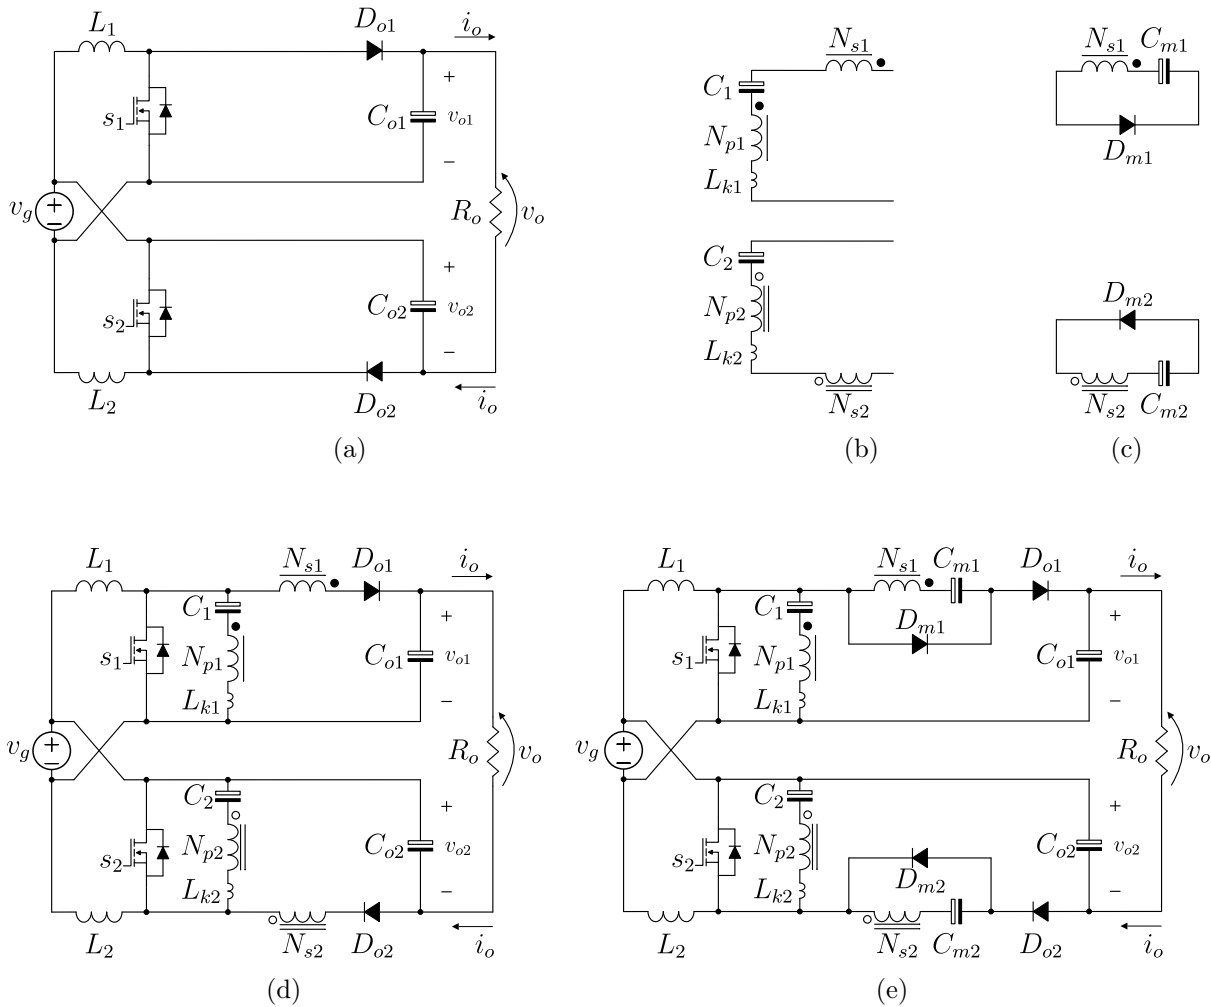 L1
Do1
io
s1
Co1
+
vo1
−
vg
+
−
Ro
vo
s2
Co2
+
vo2
−
L2
Do2
io
(a)
Ns1
C1
Np1
Lk1
C2
Np2
Lk2
Ns2
(b)
Ns1
Cm1
Dm1
Dm2
Ns2
Cm2
(c)
L1
Ns1
Do1
io
s1
C1
Np1
Lk1
Co1
+
vo1
−
vg
+
−
Ro
vo
s2
C2
Np2
Lk2
Co2
+
vo2
−
L2
Ns2
Do2
io
(d)
L1
Ns1
Cm1
Do1
io
s1
C1
Np1
Lk1
Dm1
Co1
+
vo1
−
vg
+
−
Ro
vo
s2
C2
Np2
Lk2
Dm2
Co2
+
vo2
−
L2
Ns2
Cm2
Do2
io
(e)